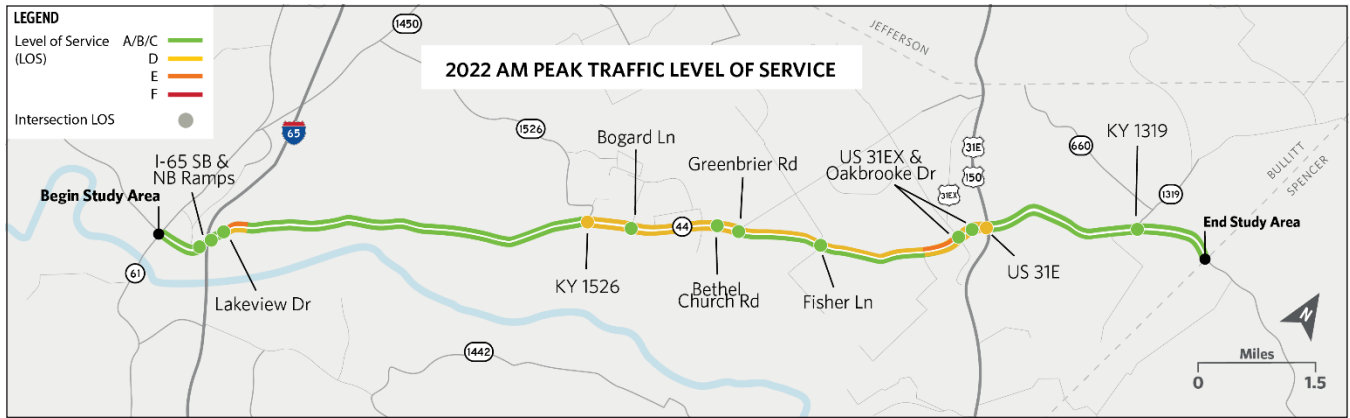 LEGEND
Level of Service A/B/C
(LOS) D
E
F
Intersection LOS
2022 AM PEAK TRAFFIC LEVEL OF SERVICE
1450
JEFFERSON
65
1526
Bogard Ln
Greenbrier Rd
US 31EX &
Oakbrooke Dr
31E
150
31EX
KY 1319
660
1319
BULLITT
SPENCER
I-65 SB &
NB Ramps
Begin Study Area
End Study Area
44
61
Lakeview Dr
KY 1526
Bethel
Church Rd
Fisher Ln
US 31E
1442
N
Miles
0 1.5